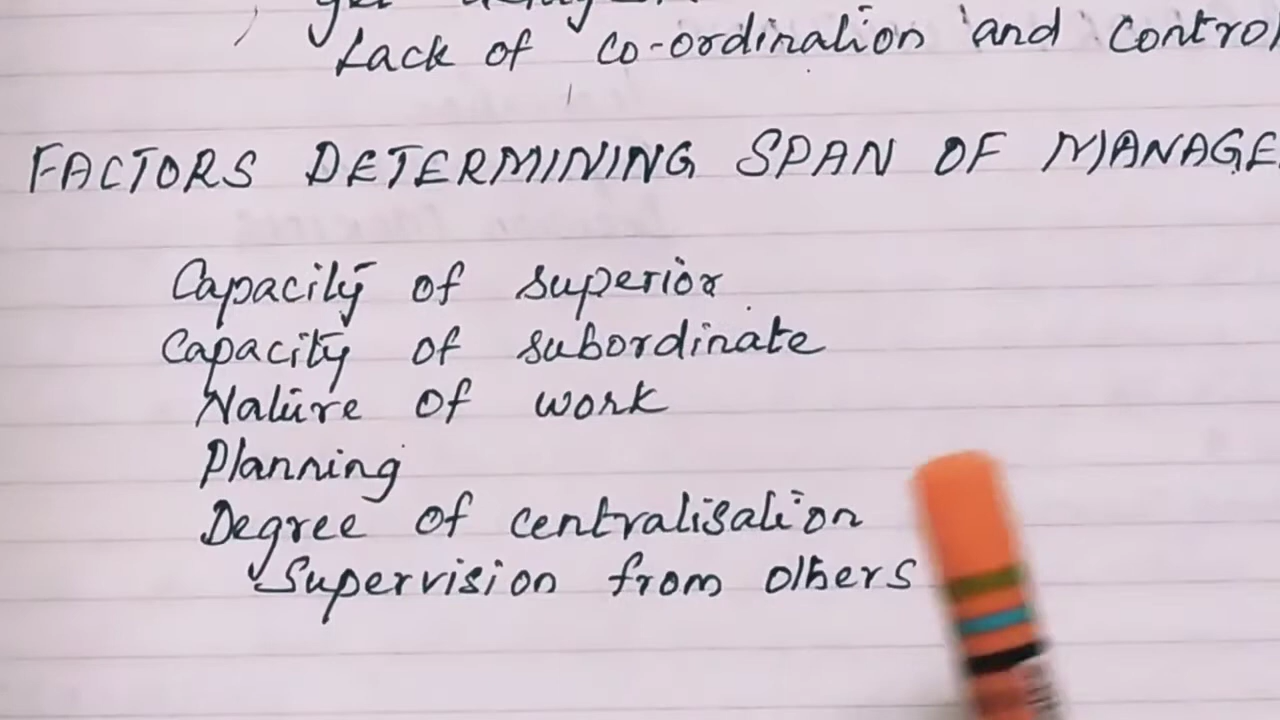 Lack of co-ordination and control
FACTORS DETERMINING SPAN OF MANAGE
Capacity of superior
Capacity of subordinate
Nature of work
Planning
Degree of centralisation
Supervision from others